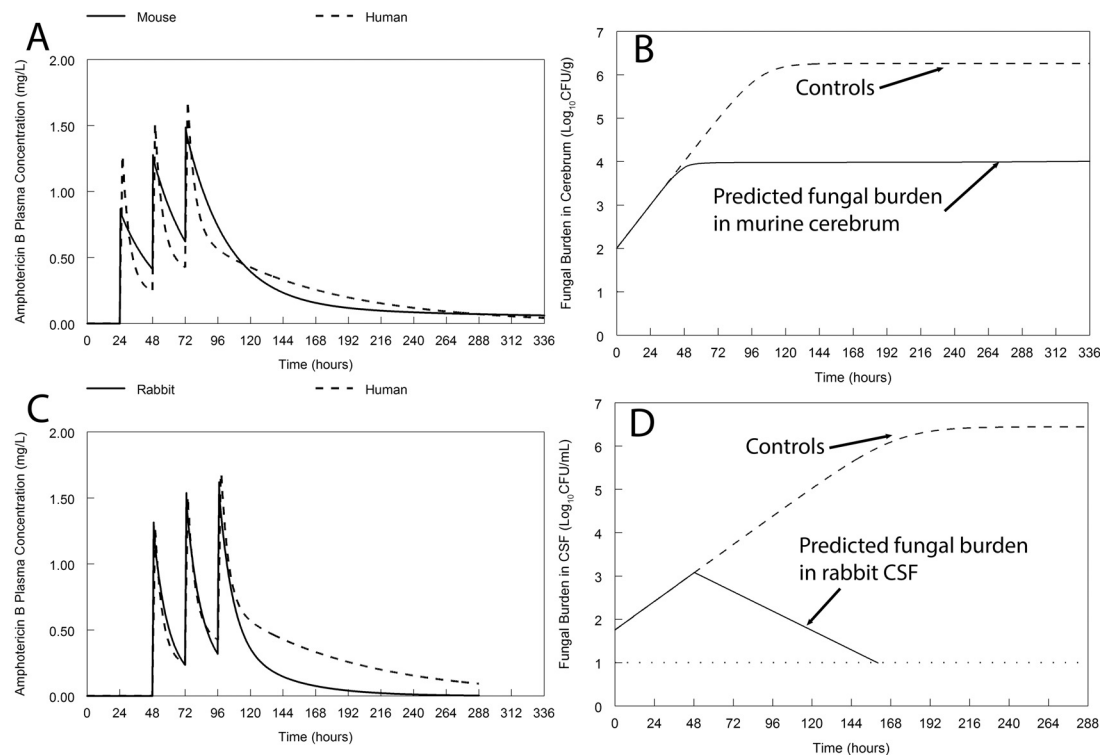 Mouse
Human
A
Amphotericin B Plasma Concentration (mg/L)
2.00
1.50
1.00
0.50
0.00
0 24 48 72 96 120 144 168 192 216 240 264 288 312 336
Time (hours)
B
Fungal Burden in Cerebrum (Log10CFU/g)
7
6
5
4
3
2
1
0
Controls
Predicted fungal burden
in murine cerebrum
0 24 48 72 96 120 144 168 192 216 240 264 288 312 336
Time (hours)
Rabbit
Human
C
Amphotericin B Plasma Concentration (mg/L)
2.00
1.50
1.00
0.50
0.00
0 24 48 72 96 120 144 168 192 216 240 264 288 312 336
Time (hours)
D
Fungal Burden in CSF (Log10CFU/mL)
7
6
5
4
3
2
1
0
Controls
Predicted fungal burden
in rabbit CSF
0 24 48 72 96 120 144 168 192 216 240 264 288
Time (hours)